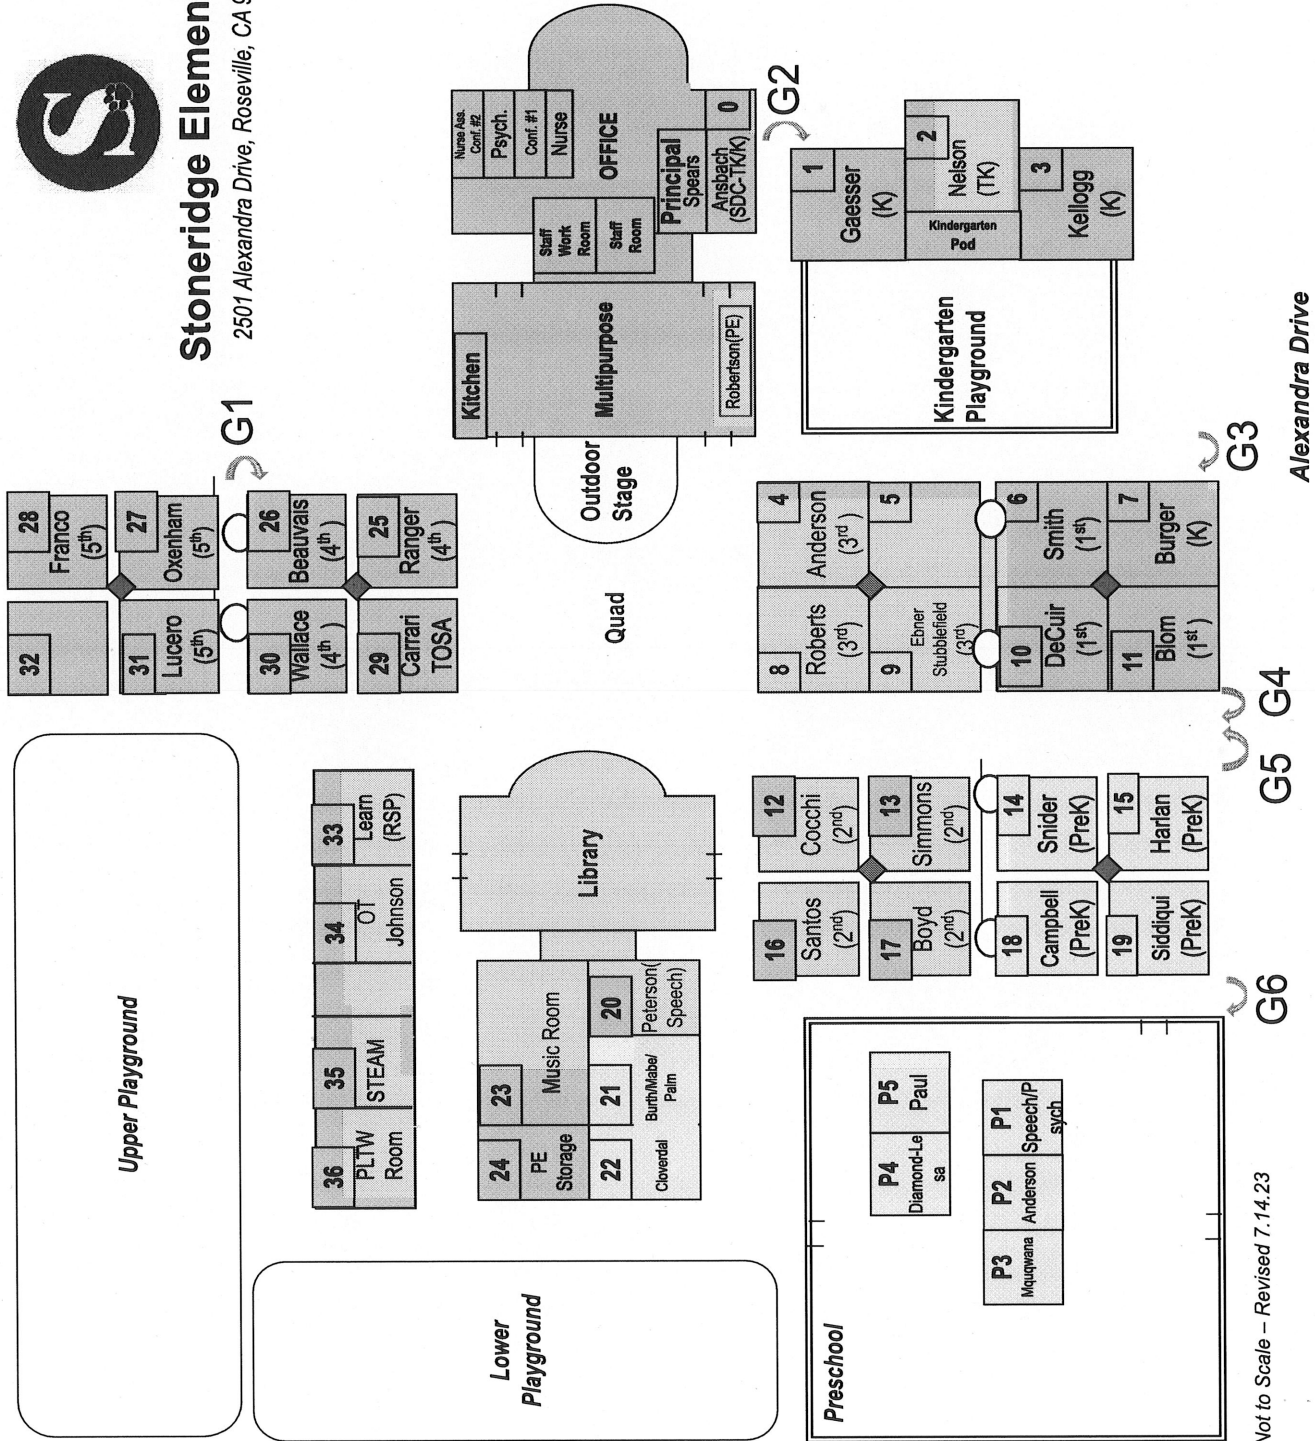 S
Stoneridge Elemen
2501 Alexandra Drive, Roseville, CA 9
Upper Playground
32
28
Franco
(5th)
31
Lucero
(5th)
27
Oxenham
(5th)
G1
30
Wallace
(4th)
26
Beauvais
(4th)
29
Carrari
TOSA
25
Ranger
(4th)
36
PLTW
Room
35
STEAM
34
OT
Johnson
33
Learn
(RSP)
Kitchen
Multipurpose
Robertson(PE)
Outdoor
Stage
Quad
Nurse Ass.
Conf. #2
Psych.
Conf. #1
Nurse
OFFICE
Staff
Work
Room
Staff
Room
Principal
Spears
Ansbach
(SDC-TK/K)
0
G2
Library
24
PE
Storage
23
Music Room
22
Cloverdal
21
Burth/Mabe/
Palm
20
Peterson(
Speech)
Lower
Playground
1
Gaesser
(K)
2
Nelson
(TK)
Kindergarten
Pod
3
Kellogg
(K)
Kindergarten
Playground
8
Roberts
(3rd)
4
Anderson
(3rd)
9
Ebner
Stubblefield
(3rd)
5
10
DeCuir
(1st)
6
Smith
(1st)
11
Blom
(1st)
7
Burger
(K)
G3
G4
16
Santos
(2nd)
12
Cocchi
(2nd)
17
Boyd
(2nd)
13
Simmons
(2nd)
18
Campbell
(PreK)
14
Snider
(PreK)
19
Siddiqui
(PreK)
15
Harlan
(PreK)
G5
G6
Preschool
P4
Diamond-Le
sa
P5
Paul
P3
Mquqwana
P2
Anderson
P1
Speech/P
sych
Alexandra Drive
Not to Scale – Revised 7.14.23